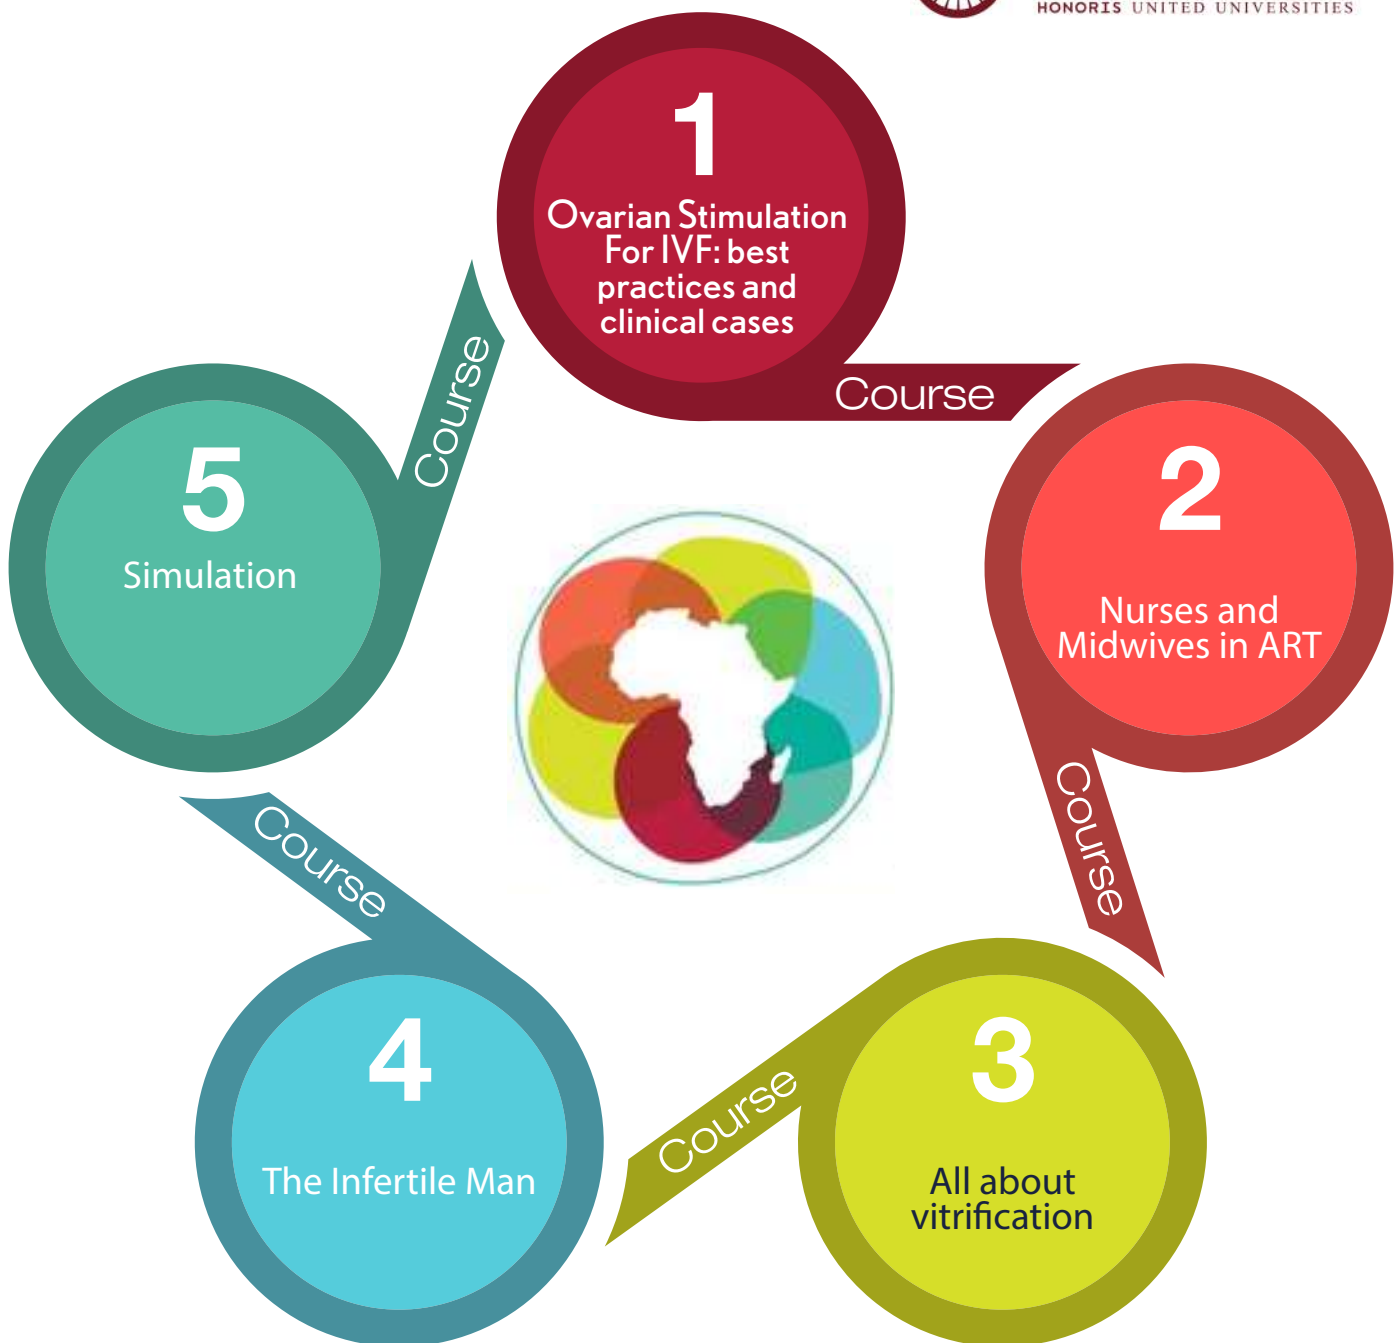 HONORIS UNITED UNIVERSITIES
1
Ovarian Stimulation
For IVF: best
practices and
clinical cases
Course
2
Nurses and
Midwives in ART
Course
3
All about
vitrification
Course
4
The Infertile Man
Course
5
Simulation
Course